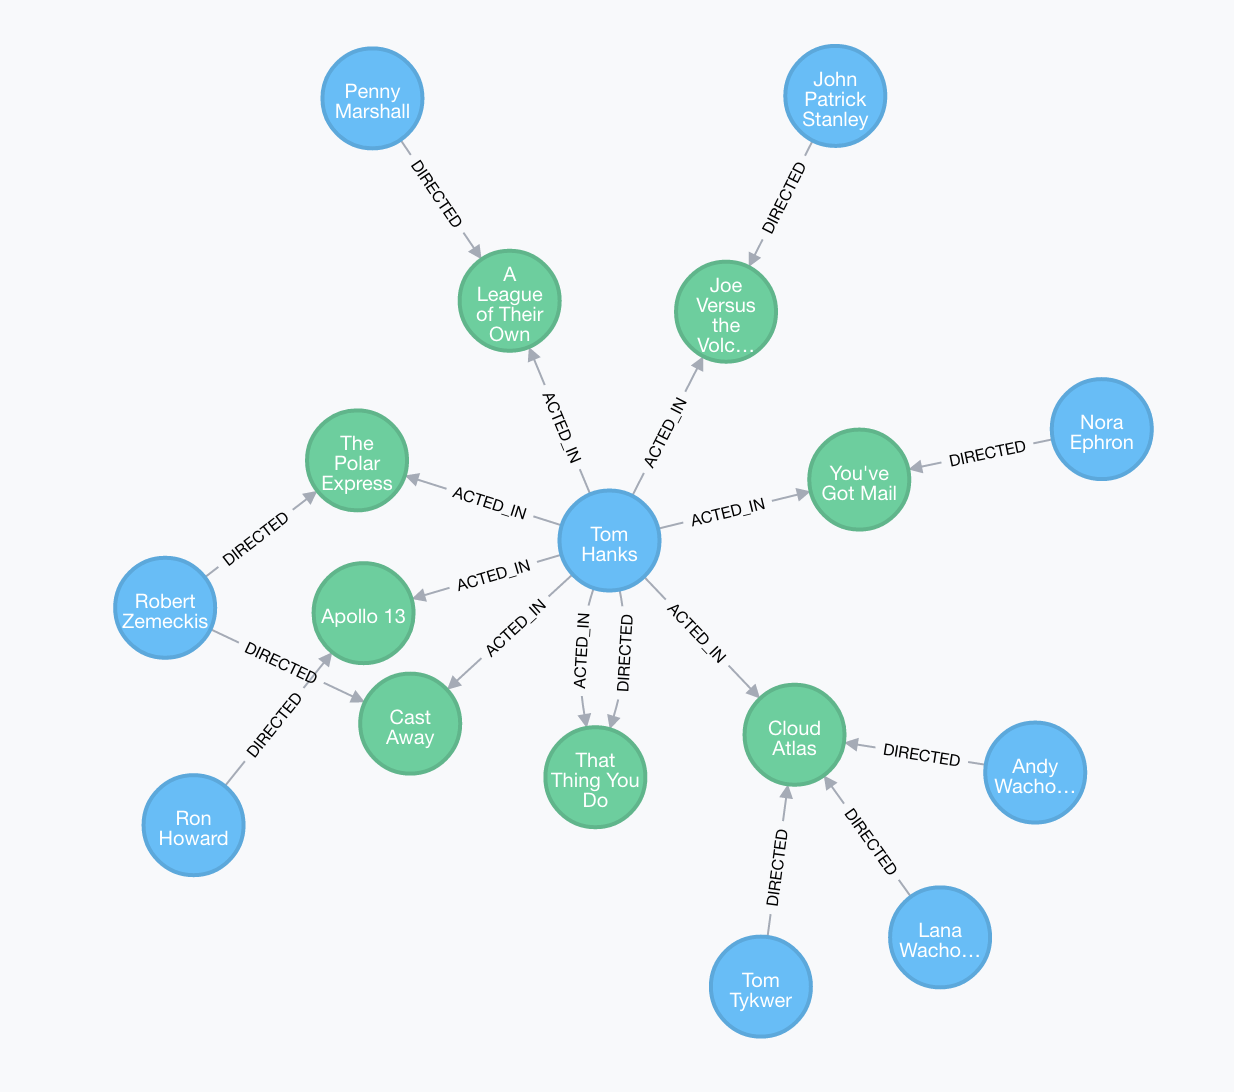 Penny
Marshall
John
Patrick
Stanley
DIRECTED
DIRECTED
A
League
of Their
Own
Joe
Versus
the
Volc...
ACTED_IN
ACTED_IN
The
Polar
Express
You've
Got Mail
DIRECTED
Nora
Ephron
ACTED_IN
ACTED_IN
DIRECTED
Tom
Hanks
Robert
Zemeckis
Apollo 13
ACTED_IN
ACTED_IN
DIRECTED
ACTED_IN
DIRECTED
ACTED_IN
DIRECTED
Cast
Away
That
Thing You
Do
Cloud
Atlas
DIRECTED
Andy
Wacho...
Ron
Howard
DIRECTED
DIRECTED
Lana
Wacho...
Tom
Tykwer